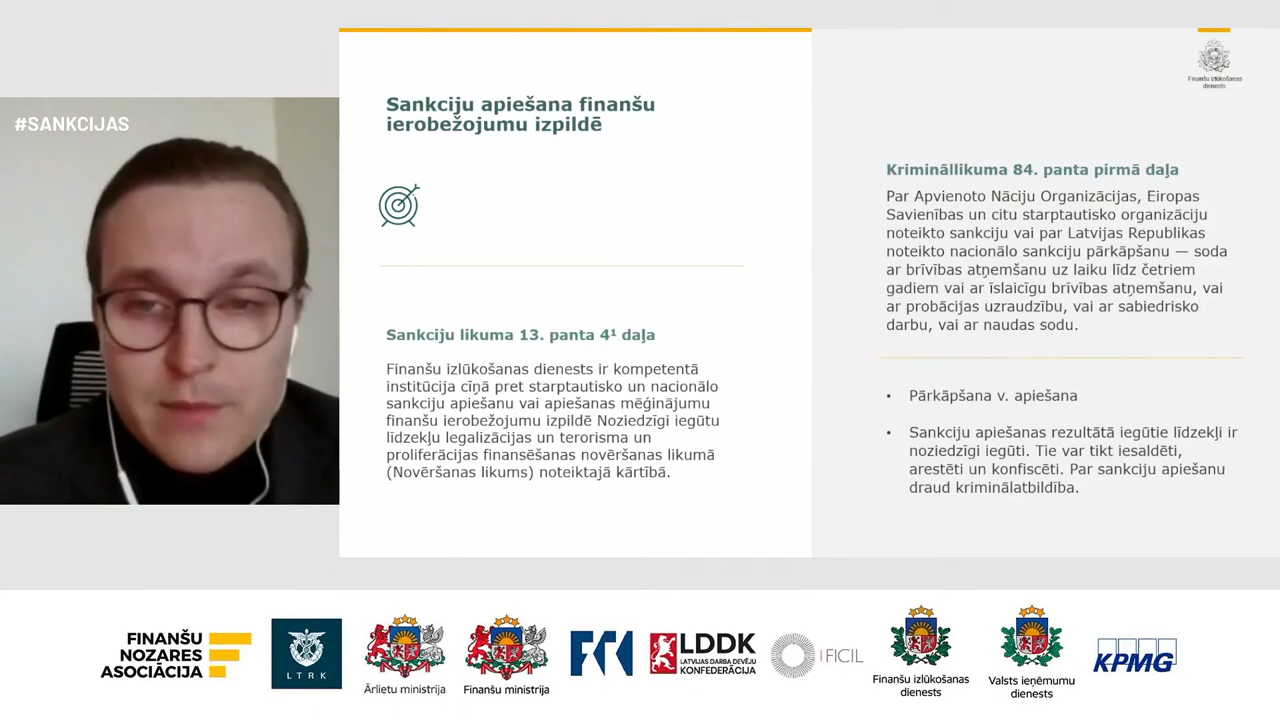 #SANKCIJAS
Sankciju apiešana finanšu
ierobežojumu izpildē
Sankciju likuma 13. panta 4¹ daļa
Finanšu izlūkošanas dienests ir kompetentā
institūcija cīņā pret starptautisko un nacionālo
sankciju apiešanu vai apiešanas mēģinājumu
finanšu ierobežojumu izpildē Noziedzīgi iegūtu
līdzekļu legalizācijas un terorisma un
proliferācijas finansēšanas novēršanas likumā
(Novēršanas likums) noteiktajā kārtībā.
Finanšu izlūkošanas
dienests
Krimināllikuma 84. panta pirmā daļa
Par Apvienoto Nāciju Organizācijas, Eiropas
Savienības un citu starptautisko organizāciju
noteikto sankciju vai par Latvijas Republikas
noteikto nacionālo sankciju pārkāpšanu — soda
ar brīvības atņemšanu uz laiku līdz četriem
gadiem vai ar īslaicīgu brīvības atņemšanu, vai
ar probācijas uzraudzību, vai ar sabiedrisko
darbu, vai ar naudas sodu.
• Pārkāpšana v. apiešana
• Sankciju apiešanas rezultātā iegūtie līdzekļi ir
noziedzīgi iegūti. Tie var tikt iesaldēti,
arestēti un konfiscēti. Par sankciju apiešanu
draud kriminālatbildība.
FINANŠU
NOZARES
ASOCIĀCIJA
LTRK
Ārlietu ministrija
Finanšu ministrija
LDDK
LATVIJAS DARBA DEVĒJU
KONFEDERĀCIJA
FICIL
Finanšu izlūkošanas
dienests
Valsts ieņēmumu
dienests
KPMG